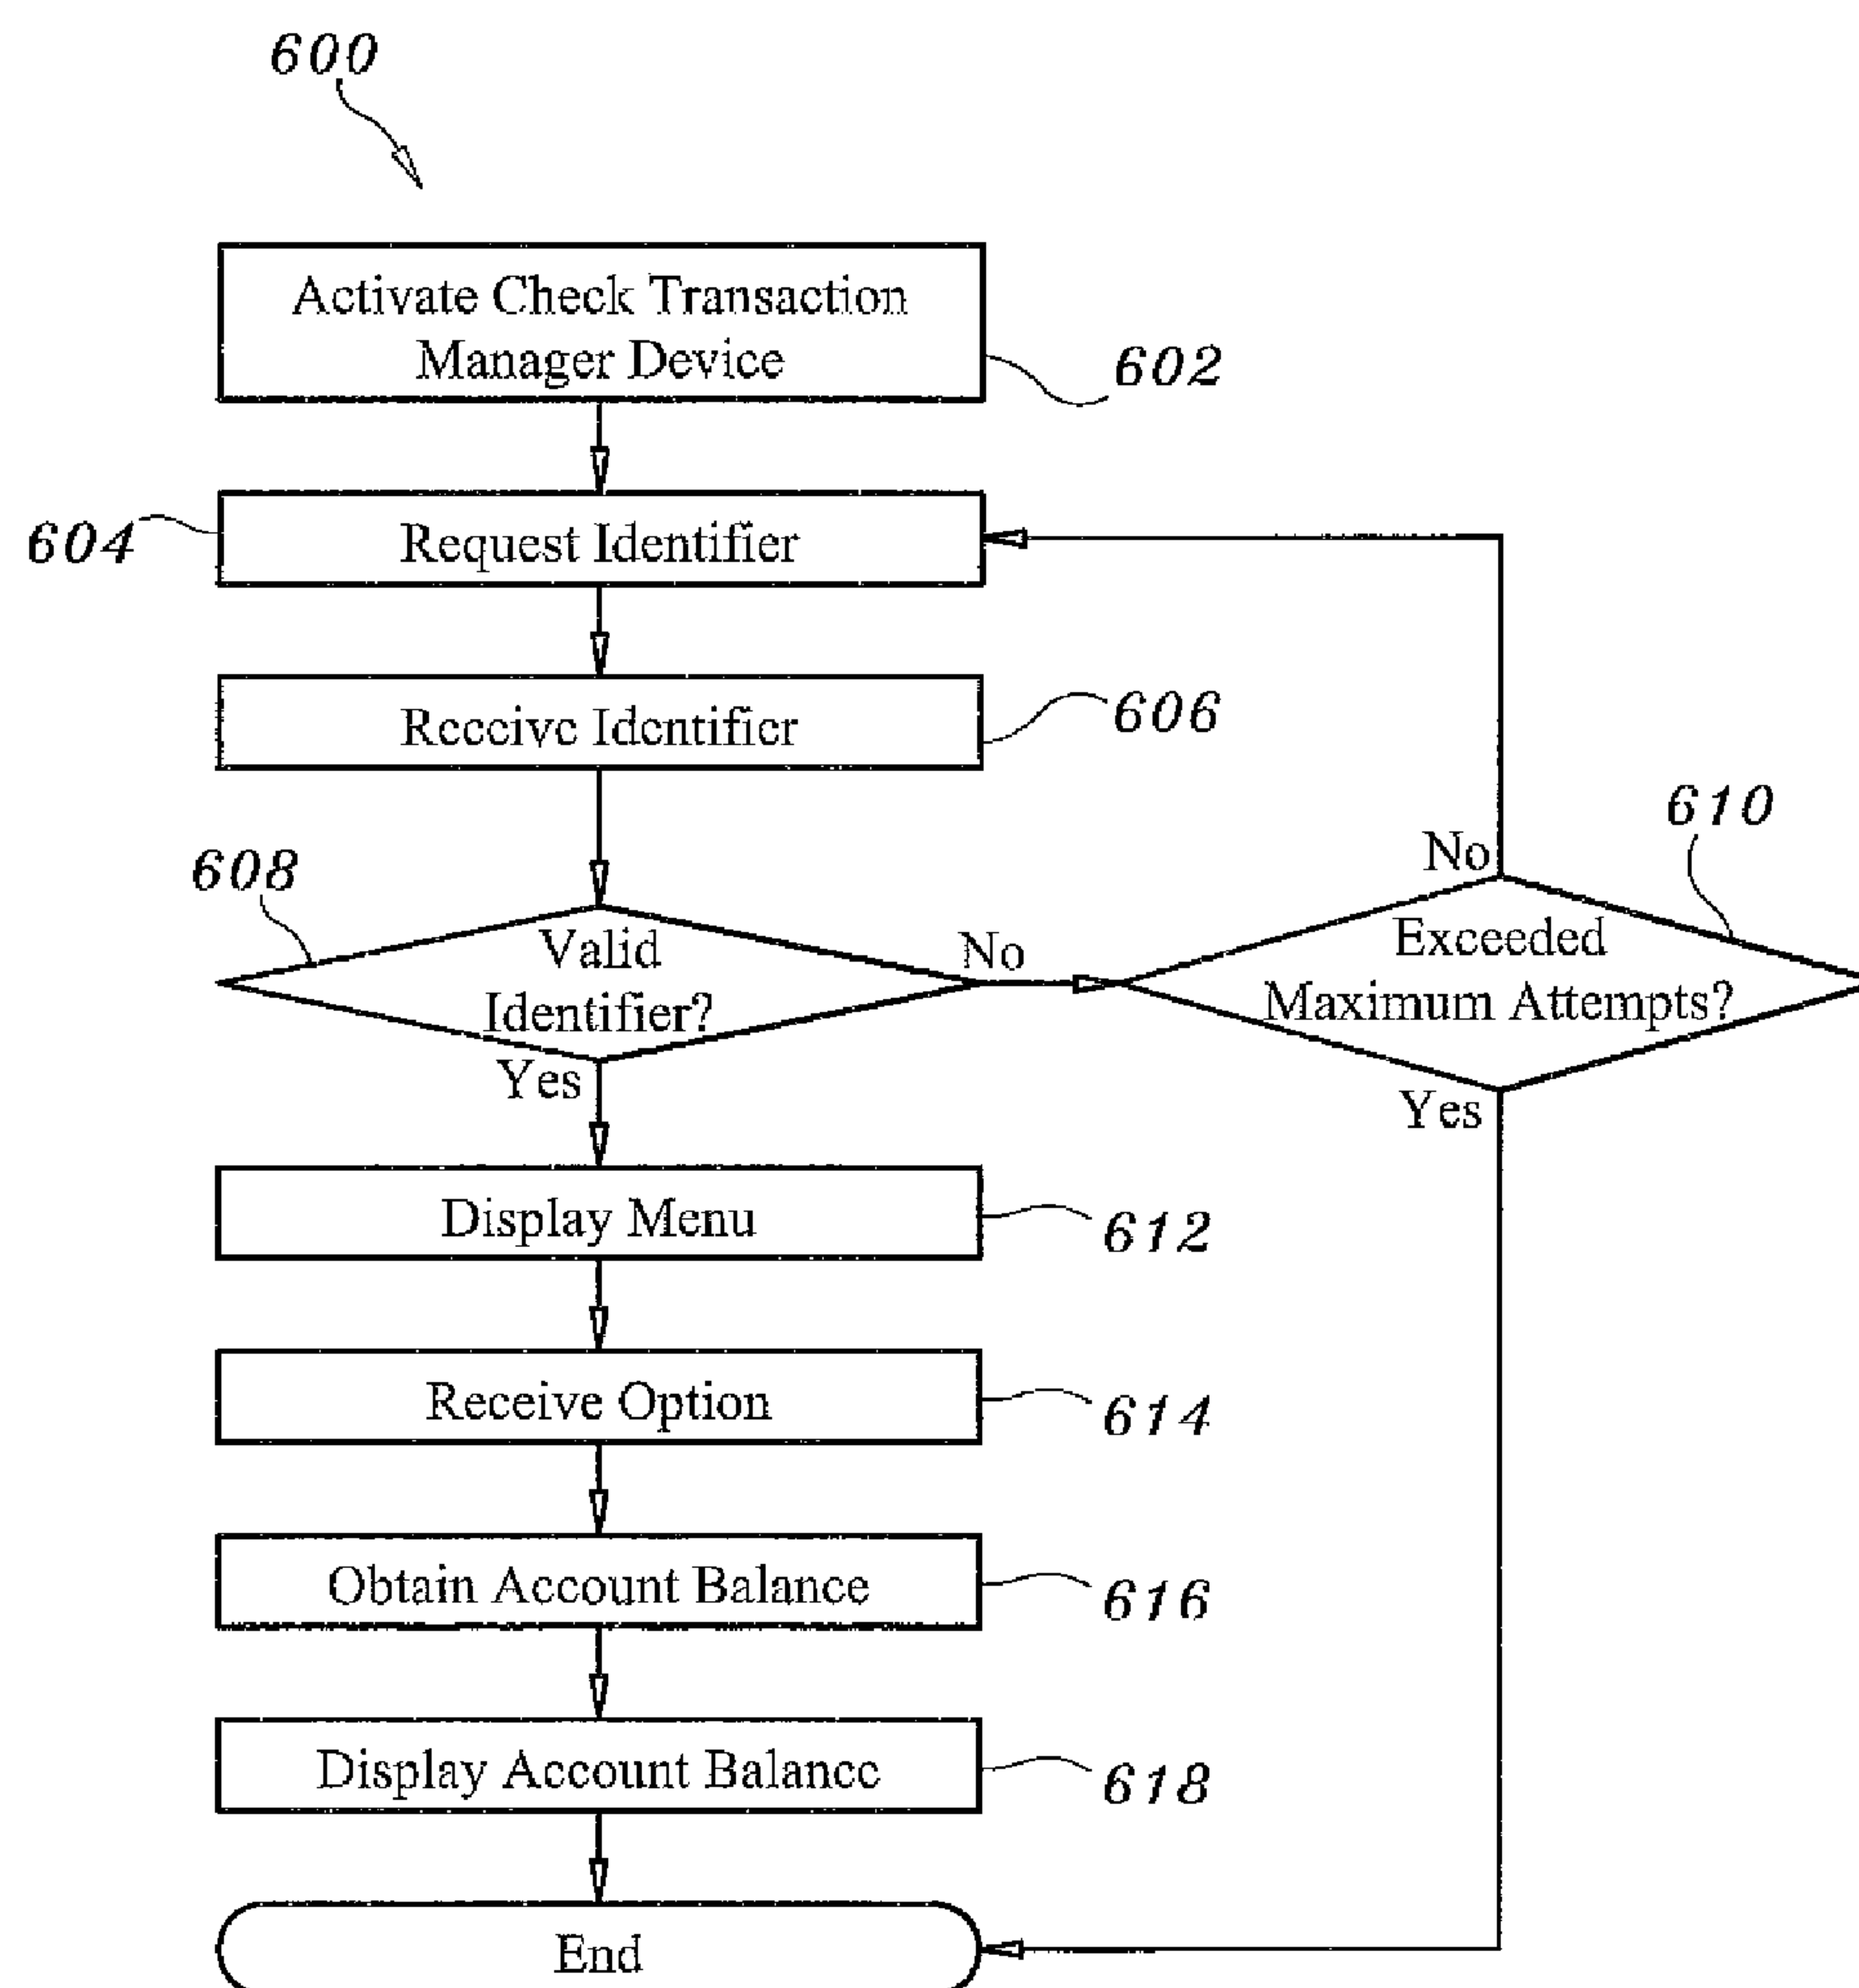 600
Activate Check Transaction
Manager Device
602
604
Request Identifier
Receive Identifier
606
608
Valid
Identifier?
No
Yes
610
No
Exceeded
Maximum Attempts?
Yes
Display Menu
612
Receive Option
614
Obtain Account Balance
616
Display Account Balance
618
End